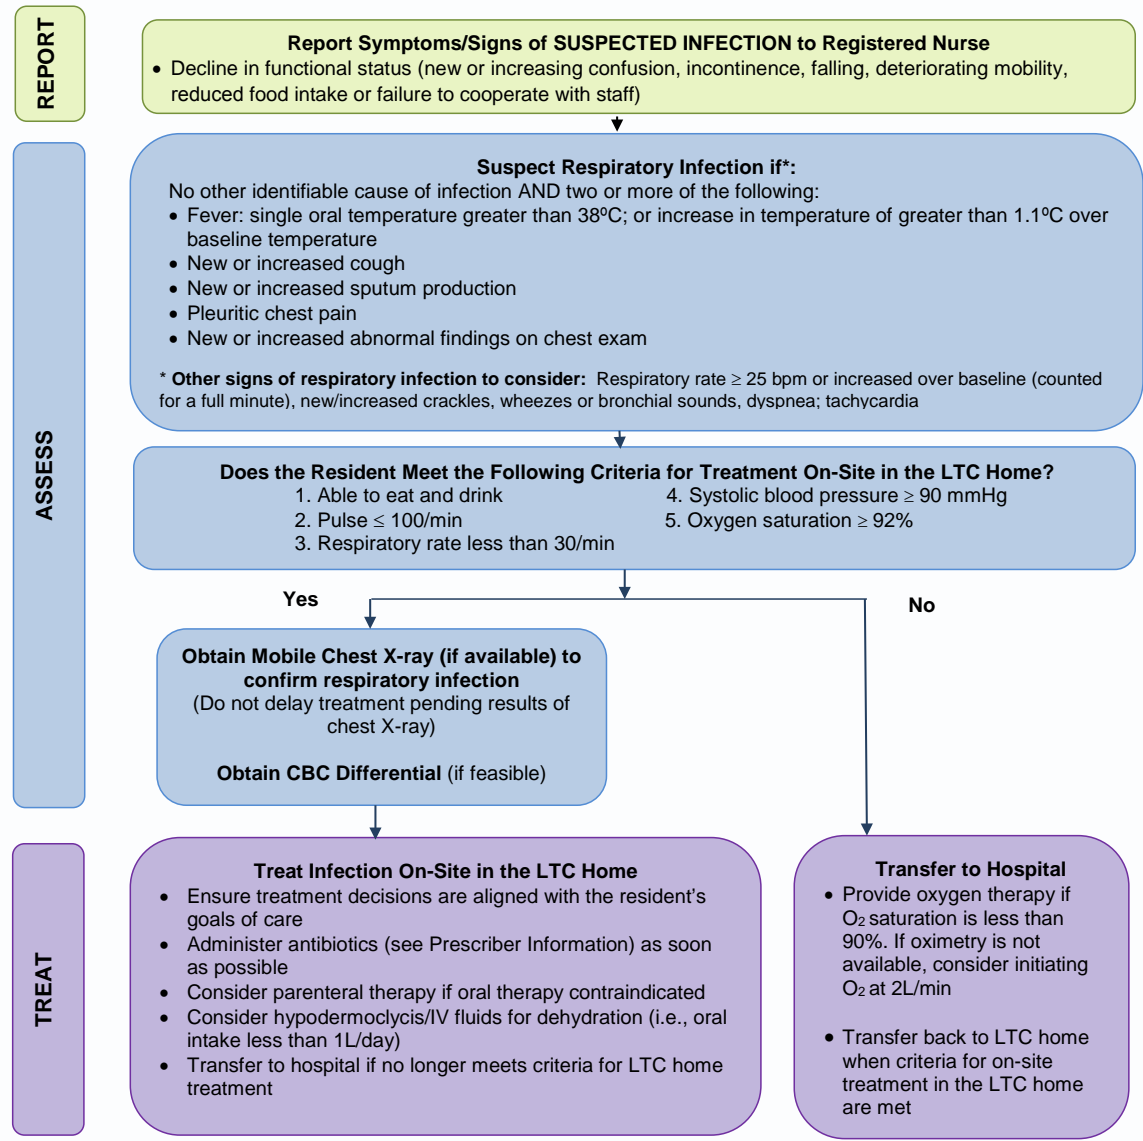 REPORT
Report Symptoms/Signs of SUSPECTED INFECTION to Registered Nurse
• Decline in functional status (new or increasing confusion, incontinence, falling, deteriorating mobility,
reduced food intake or failure to cooperate with staff)
ASSESS
Suspect Respiratory Infection if*:
No other identifiable cause of infection AND two or more of the following:
• Fever: single oral temperature greater than 38⁰C; or increase in temperature of greater than 1.1⁰C over
baseline temperature
• New or increased cough
• New or increased sputum production
• Pleuritic chest pain
• New or increased abnormal findings on chest exam
* Other signs of respiratory infection to consider: Respiratory rate ≥ 25 bpm or increased over baseline (counted
for a full minute), new/increased crackles, wheezes or bronchial sounds, dyspnea; tachycardia
Does the Resident Meet the Following Criteria for Treatment On-Site in the LTC Home?
1. Able to eat and drink
2. Pulse ≤ 100/min
3. Respiratory rate less than 30/min
4. Systolic blood pressure ≥ 90 mmHg
5. Oxygen saturation ≥ 92%
Yes
No
Obtain Mobile Chest X-ray (if available) to
confirm respiratory infection
(Do not delay treatment pending results of
chest X-ray)
Obtain CBC Differential (if feasible)
TREAT
Treat Infection On-Site in the LTC Home
• Ensure treatment decisions are aligned with the resident's
goals of care
• Administer antibiotics (see Prescriber Information) as soon
as possible
• Consider parenteral therapy if oral therapy contraindicated
• Consider hypodermoclycis/IV fluids for dehydration (i.e., oral
intake less than 1L/day)
• Transfer to hospital if no longer meets criteria for LTC home
treatment
Transfer to Hospital
• Provide oxygen therapy if
O₂ saturation is less than
90%. If oximetry is not
available, consider initiating
O₂ at 2L/min
• Transfer back to LTC home
when criteria for on-site
treatment in the LTC home
are met